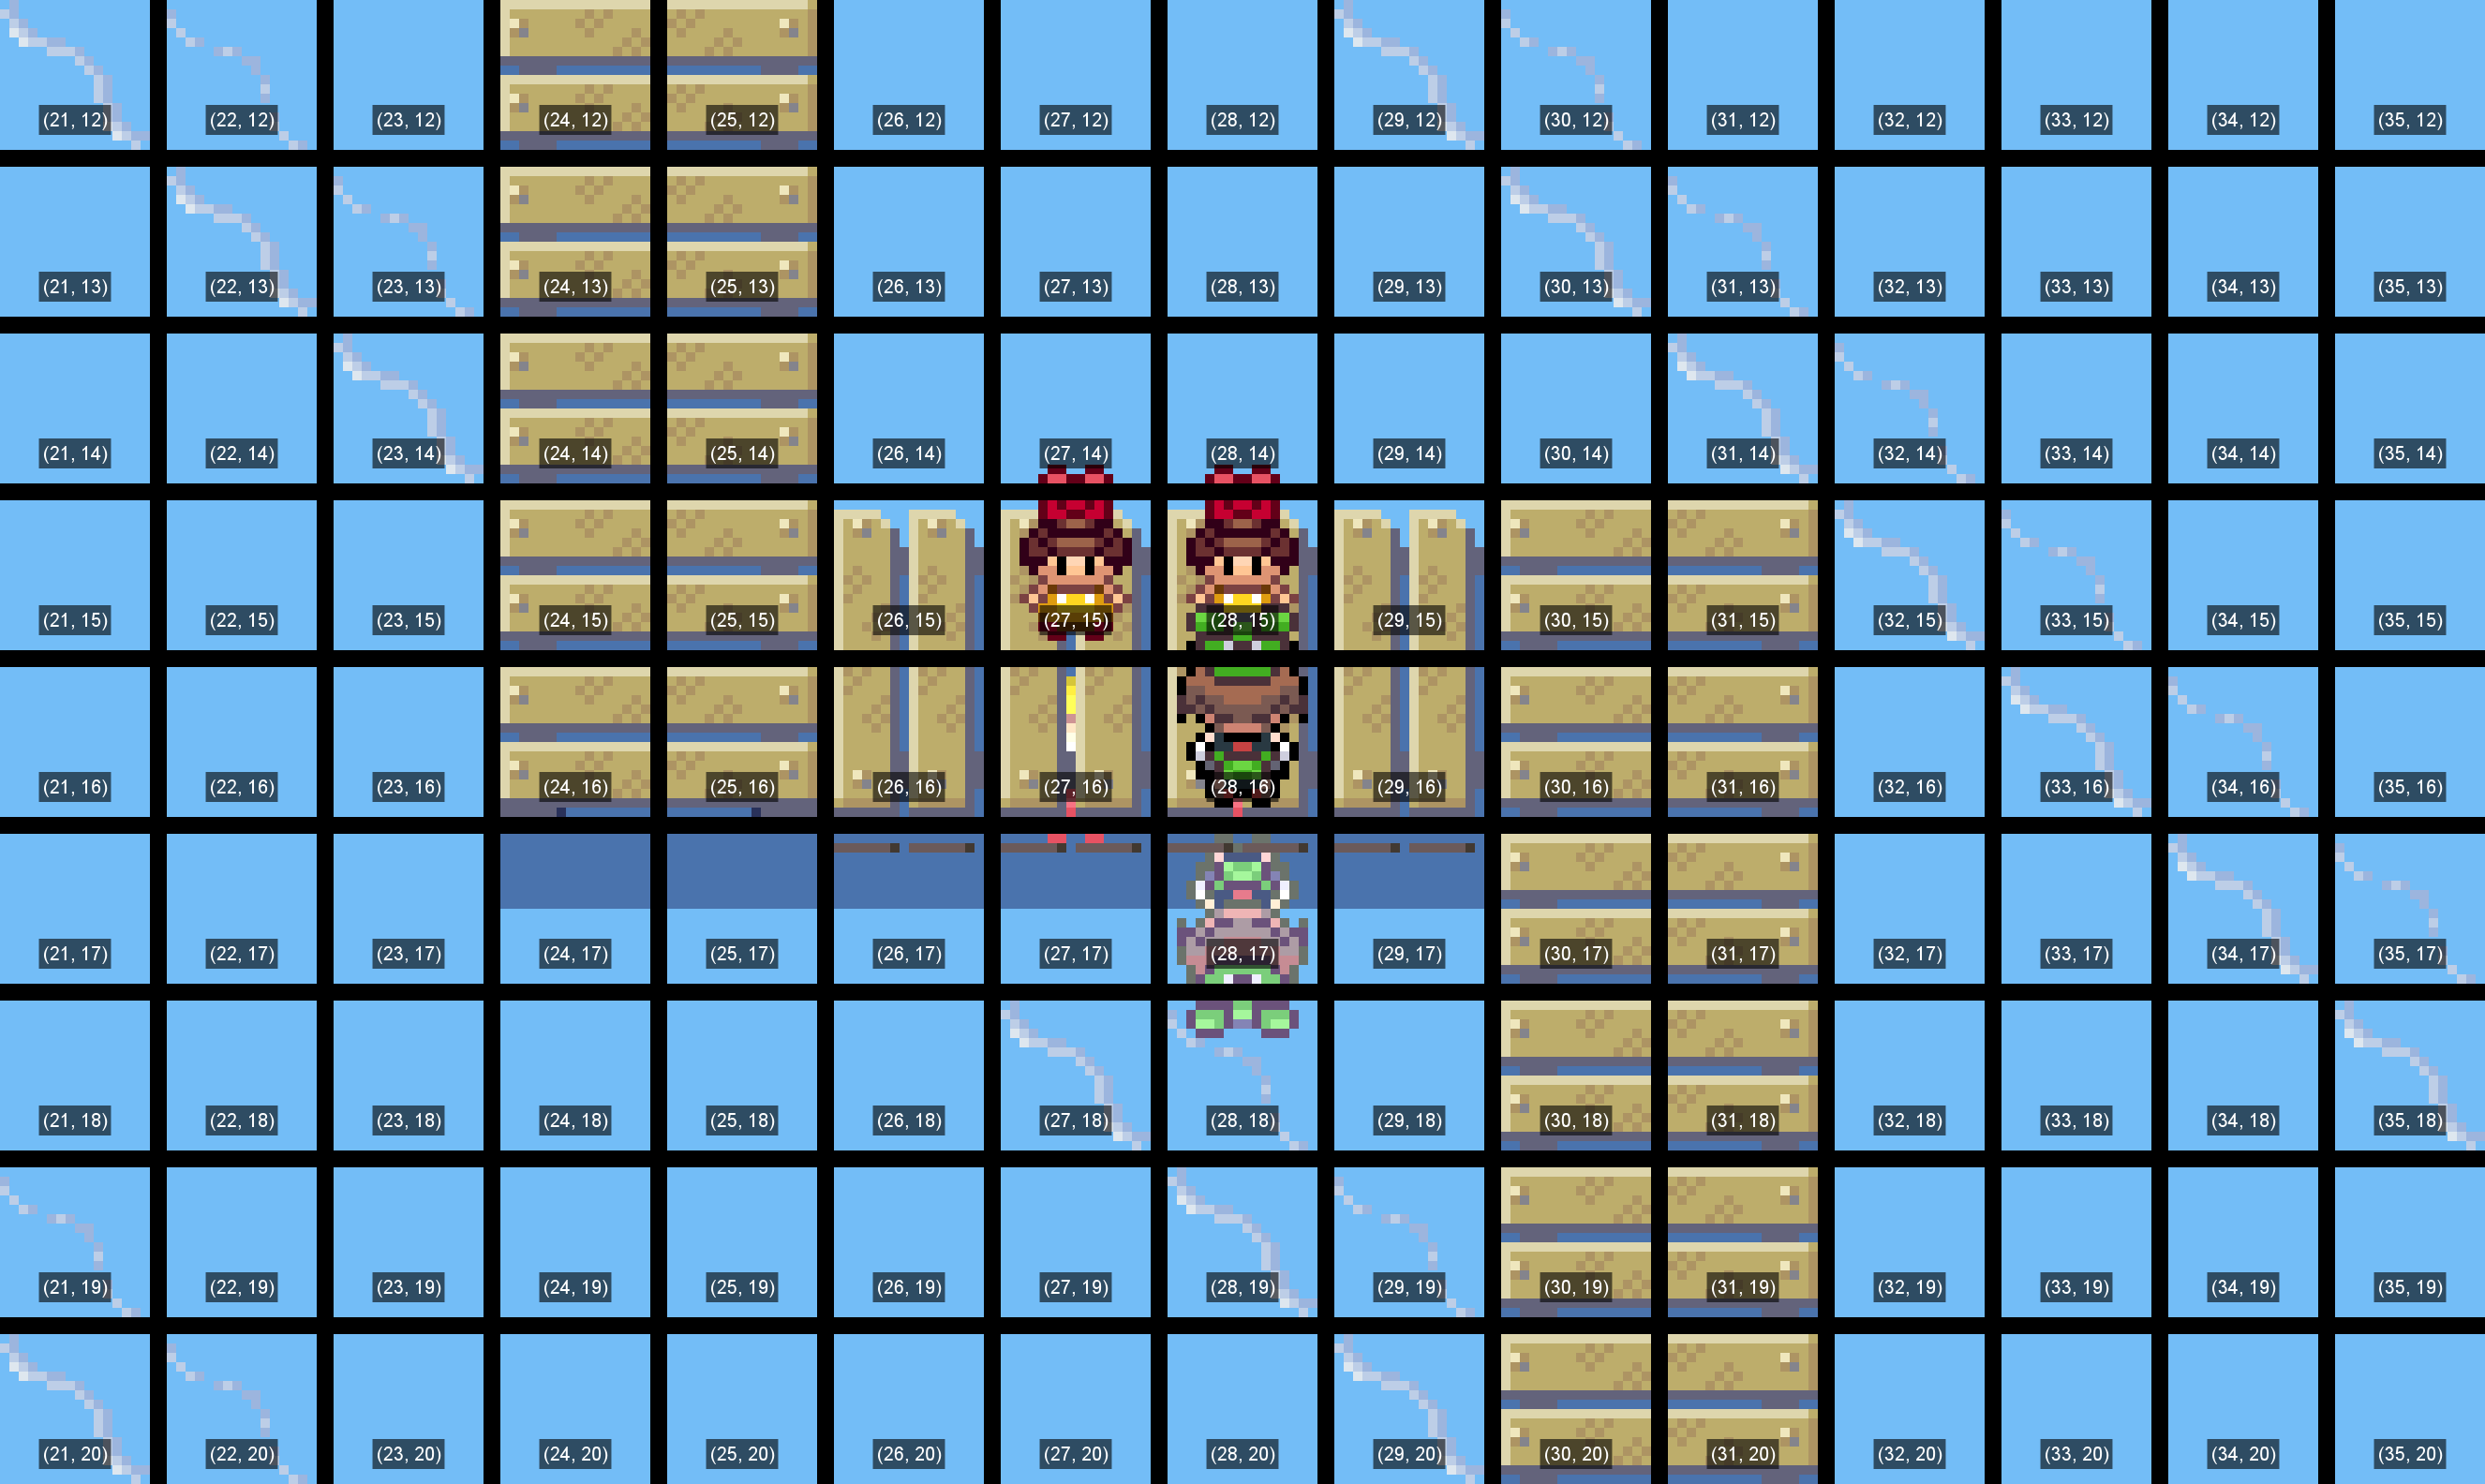 (21, 12) (22, 12) (23, 12) (24, 12) (25, 12) (26, 12) (27, 12) (28, 12) (29, 12) (30, 12) (31, 12) (32, 12) (33, 12) (34, 12) (35, 12)
(21, 13) (22, 13) (23, 13) (24, 13) (25, 13) (26, 13) (27, 13) (28, 13) (29, 13) (30, 13) (31, 13) (32, 13) (33, 13) (34, 13) (35, 13)
(21, 14) (22, 14) (23, 14) (24, 14) (25, 14) (26, 14) (27, 14) (28, 14) (29, 14) (30, 14) (31, 14) (32, 14) (33, 14) (34, 14) (35, 14)
(21, 15) (22, 15) (23, 15) (24, 15) (25, 15) (26, 15) (27, 15) (28, 15) (29, 15) (30, 15) (31, 15) (32, 15) (33, 15) (34, 15) (35, 15)
(21, 16) (22, 16) (23, 16) (24, 16) (25, 16) (26, 16) (27, 16) (28, 16) (29, 16) (30, 16) (31, 16) (32, 16) (33, 16) (34, 16) (35, 16)
(21, 17) (22, 17) (23, 17) (24, 17) (25, 17) (26, 17) (27, 17) (28, 17) (29, 17) (30, 17) (31, 17) (32, 17) (33, 17) (34, 17) (35, 17)
(21, 18) (22, 18) (23, 18) (24, 18) (25, 18) (26, 18) (27, 18) (28, 18) (29, 18) (30, 18) (31, 18) (32, 18) (33, 18) (34, 18) (35, 18)
(21, 19) (22, 19) (23, 19) (24, 19) (25, 19) (26, 19) (27, 19) (28, 19) (29, 19) (30, 19) (31, 19) (32, 19) (33, 19) (34, 19) (35, 19)
(21, 20) (22, 20) (23, 20) (24, 20) (25, 20) (26, 20) (27, 20) (28, 20) (29, 20) (30, 20) (31, 20) (32, 20) (33, 20) (34, 20) (35, 20)